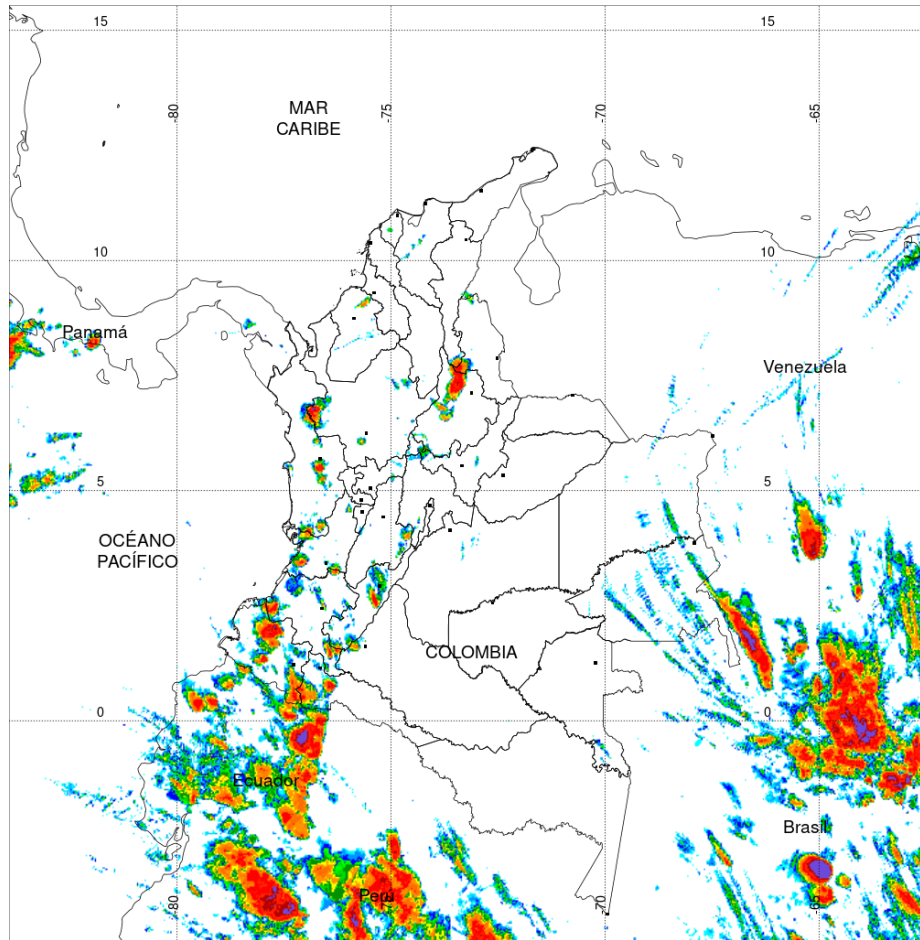 15 15
-80 -75 -70 -65
MAR
CARIBE
10 10
Panamá
Venezuela
5 5
OCÉANO
PACÍFICO
COLOMBIA
0 0
Ecuador
Brasil
Perú
-80 -70 -65